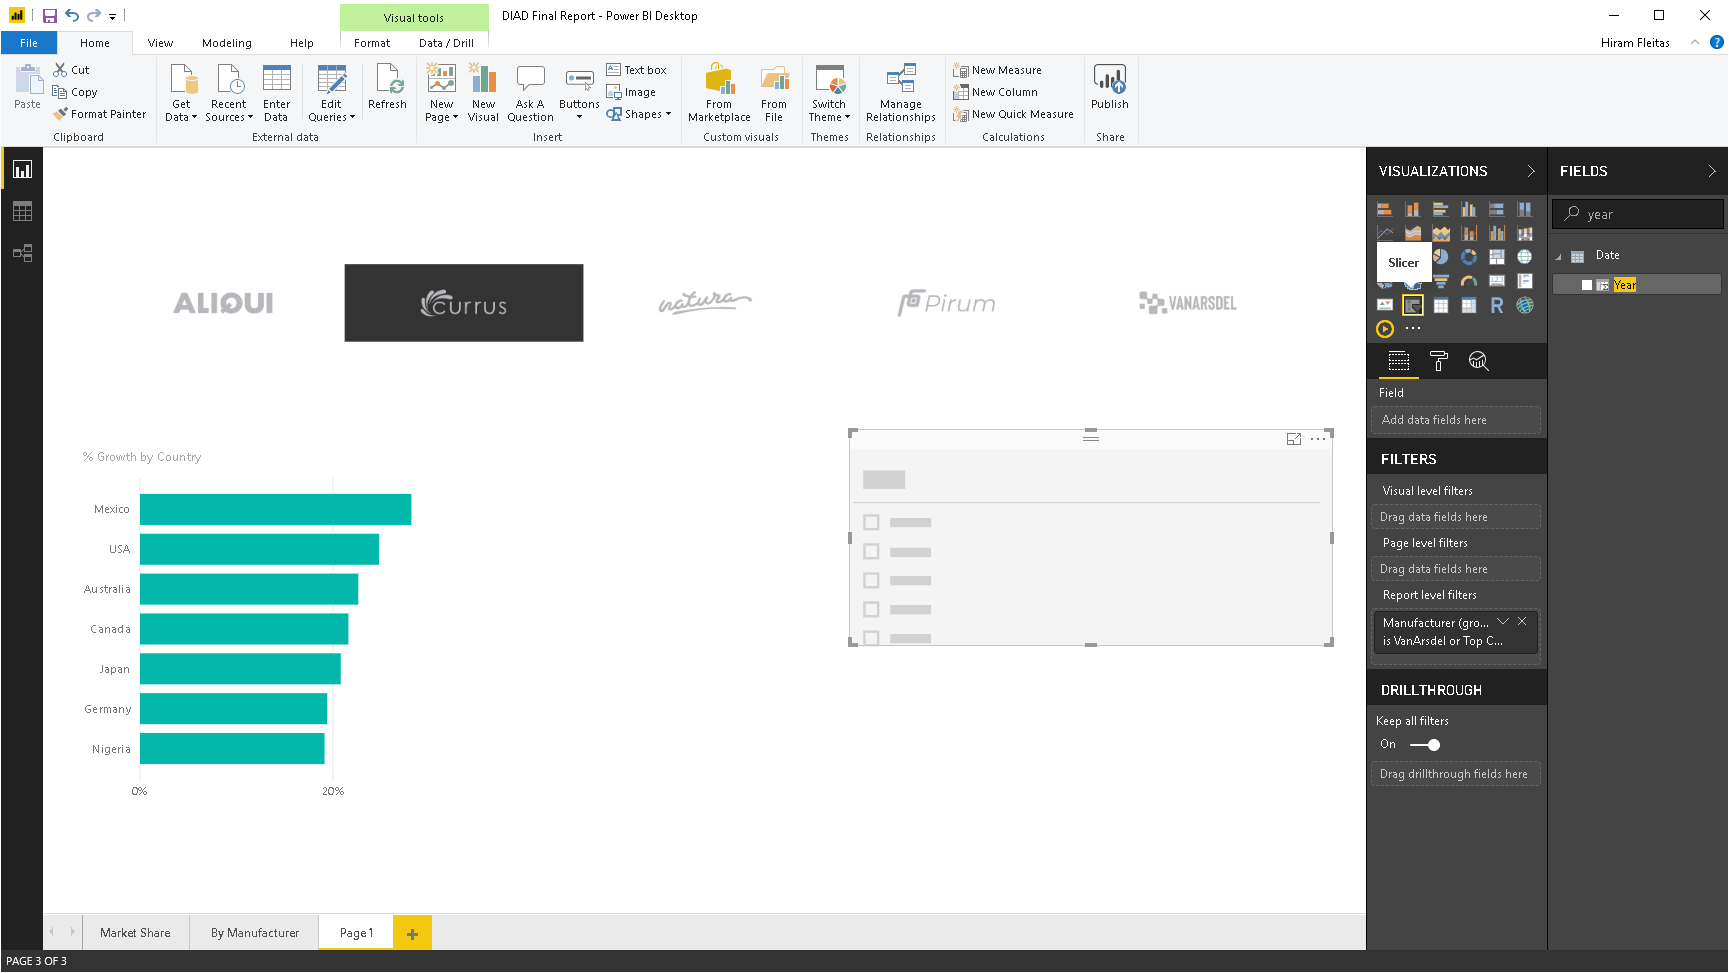 Visual tools
DIAD Final Report - Power BI Desktop
File
Home
View
Modeling
Help
Format
Data / Drill
Hiram Fleitas
?
Paste
Cut
Copy
Format Painter
Clipboard
Get Data
Recent Sources
Enter Data
Edit Queries
Refresh
External data
New Page
New Visual
Ask A Question
Buttons
Text box
Image
Shapes
Insert
From Marketplace
From File
Custom visuals
Switch Theme
Themes
Manage Relationships
Relationships
New Measure
New Column
New Quick Measure
Calculations
Publish
Share
ALIQUI
currus
natura
Pirum
VANARSDEL
% Growth by Country
Mexico
USA
Australia
Canada
Japan
Germany
Nigeria
0%
20%
VISUALIZATIONS
Slicer
123
R
...
Field
Add data fields here
FILTERS
Visual level filters
Drag data fields here
Page level filters
Drag data fields here
Report level filters
Manufacturer (gro...
is VanArsdel or Top C...
DRILLTHROUGH
Keep all filters
On
Drag drillthrough fields here
FIELDS
year
Date
Year
Market Share
By Manufacturer
Page 1
+
PAGE 3 OF 3